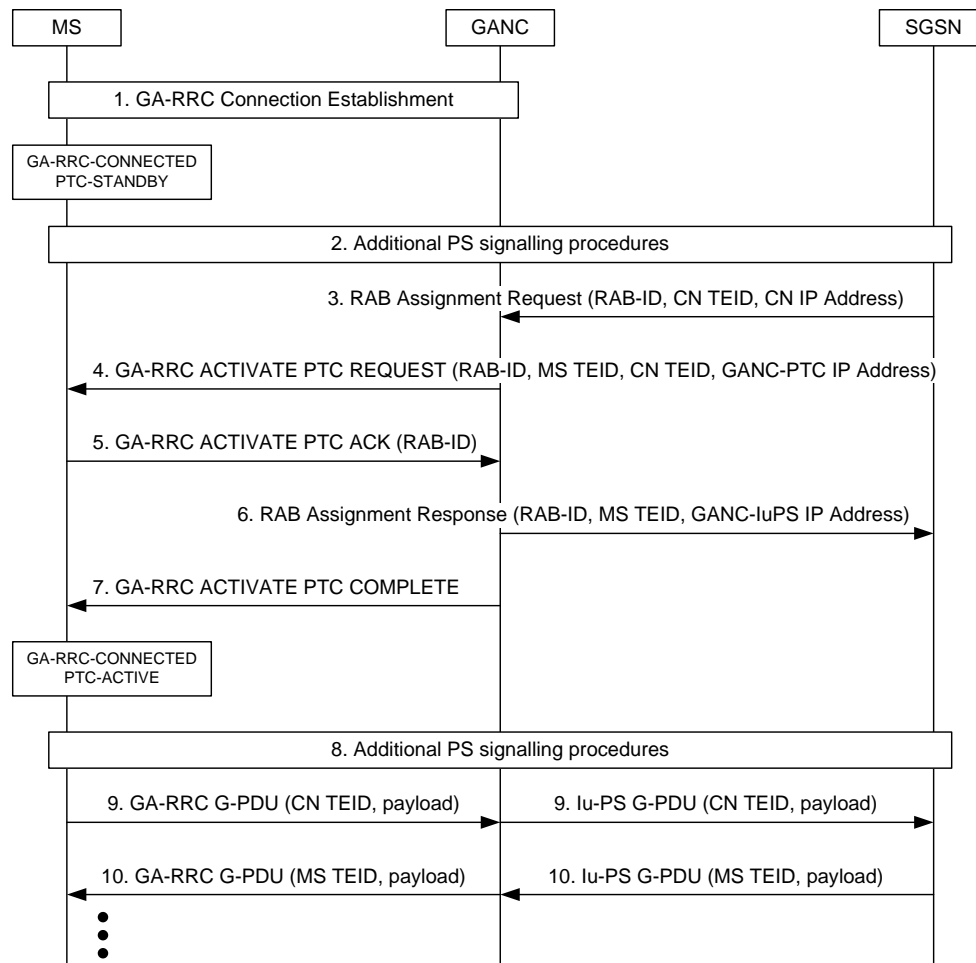 MS
GANC
SGSN
1. GA-RRC Connection Establishment
GA-RRC-CONNECTED
PTC-STANDBY
2. Additional PS signalling procedures
3. RAB Assignment Request (RAB-ID, CN TEID, CN IP Address)
4. GA-RRC ACTIVATE PTC REQUEST (RAB-ID, MS TEID, CN TEID, GANC-PTC IP Address)
5. GA-RRC ACTIVATE PTC ACK (RAB-ID)
6. RAB Assignment Response (RAB-ID, MS TEID, GANC-IuPS IP Address)
7. GA-RRC ACTIVATE PTC COMPLETE
GA-RRC-CONNECTED
PTC-ACTIVE
8. Additional PS signalling procedures
9. GA-RRC G-PDU (CN TEID, payload)
9. Iu-PS G-PDU (CN TEID, payload)
10. GA-RRC G-PDU (MS TEID, payload)
10. Iu-PS G-PDU (MS TEID, payload)